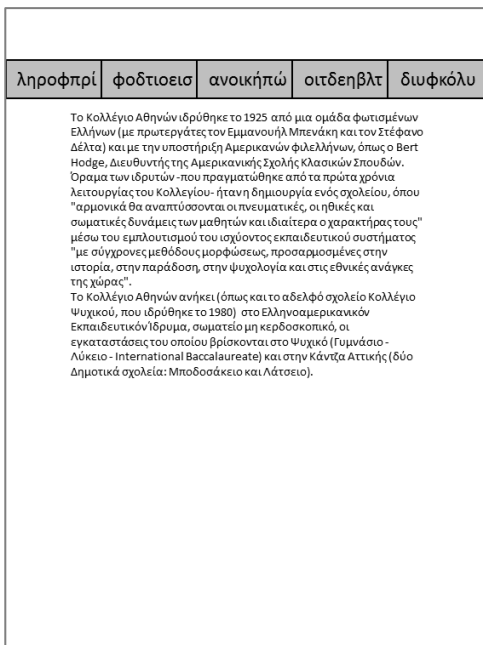 ληροφπρί φοδτιοεισ ανοικήπώ οιτδεηβλτ διυφκόλυ
Το Κολλέγιο Αθηνών ιδρύθηκε το 1925 από μια ομάδα φωτισμένων
Ελλήνων (με πρωτεργάτες τον Εμμανουήλ Μπενάκη και τον Στέφανο
Δέλτα) και με την υποστήριξη Αμερικανών φιλελλήνων, όπως ο Bert
Hodge, Διευθυντής της Αμερικανικής Σχολής Κλασικών Σπουδών.
Όραμα των ιδρυτών -που πραγματώθηκε από τα πρώτα χρόνια
λειτουργίας του Κολλεγίου- ήταν η δημιουργία ενός σχολείου, όπου
"αρμονικά θα αναπτύσσονται οι πνευματικές, οι ηθικές και
σωματικές δυνάμεις των μαθητών και ιδιαίτερα ο χαρακτήρας τους"
μέσω του εμπλουτισμού του ισχύοντος εκπαιδευτικού συστήματος
"με σύγχρονες μεθόδους μορφώσεως, προσαρμοσμένες στην
ιστορία, στην παράδοση, στην ψυχολογία και στις εθνικές ανάγκες
της χώρας".
Το Κολλέγιο Αθηνών ανήκει (όπως και το αδελφό σχολείο Κολλέγιο
Ψυχικού, που ιδρύθηκε το 1980) στο Ελληνοαμερικανικόν
Εκπαιδευτικόν Ίδρυμα, σωματείο μη κερδοσκοπικό, οι
εγκαταστάσεις του οποίου βρίσκονται στο Ψυχικό (Γυμνάσιο -
Λύκειο - International Baccalaureate) και στην Κάντζα Αττικής (δύο
Δημοτικά σχολεία: Μποδοσάκειο και Λάτσειο).